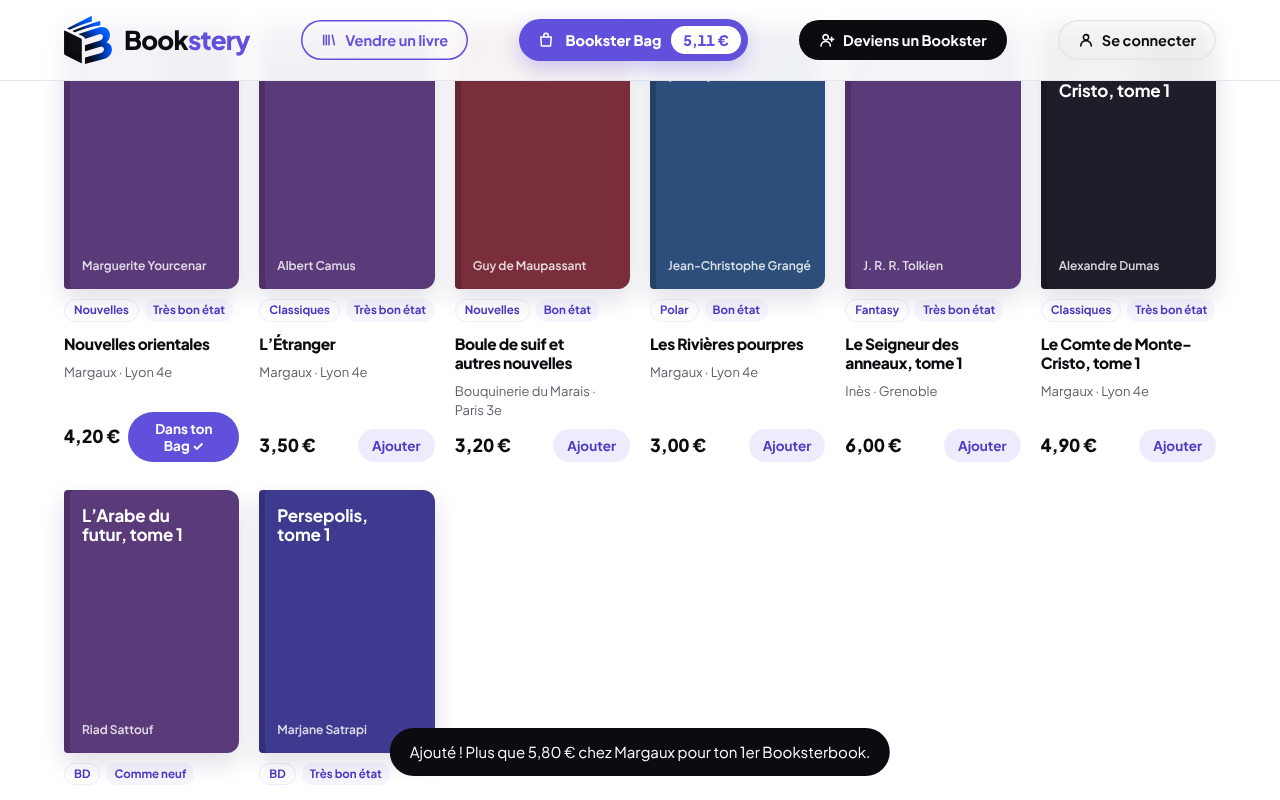 Bookstery
Vendre un livre
Bookster Bag 5,11 €
Deviens un Bookster
Se connecter
Cristo, tome 1
Marguerite Yourcenar
Albert Camus
Guy de Maupassant
Jean-Christophe Grangé
J. R. R. Tolkien
Alexandre Dumas
Nouvelles Très bon état
Classiques Très bon état
Nouvelles Bon état
Polar Bon état
Fantasy Très bon état
Classiques Très bon état
Nouvelles orientales
Margaux · Lyon 4e
4,20 €
Dans ton
Bag ✓
L’Étranger
Margaux · Lyon 4e
3,50 € Ajouter
Boule de suif et
autres nouvelles
Bouquinerie du Marais ·
Paris 3e
3,20 € Ajouter
Les Rivières pourpres
Margaux · Lyon 4e
3,00 € Ajouter
Le Seigneur des
anneaux, tome 1
Inès · Grenoble
6,00 € Ajouter
Le Comte de Monte-
Cristo, tome 1
Margaux · Lyon 4e
4,90 € Ajouter
L’Arabe du
futur, tome 1
Riad Sattouf
BD Comme neuf
Persepolis,
tome 1
Marjane Satrapi
BD Très bon état
Ajouté ! Plus que 5,80 € chez Margaux pour ton 1er Booksterbook.